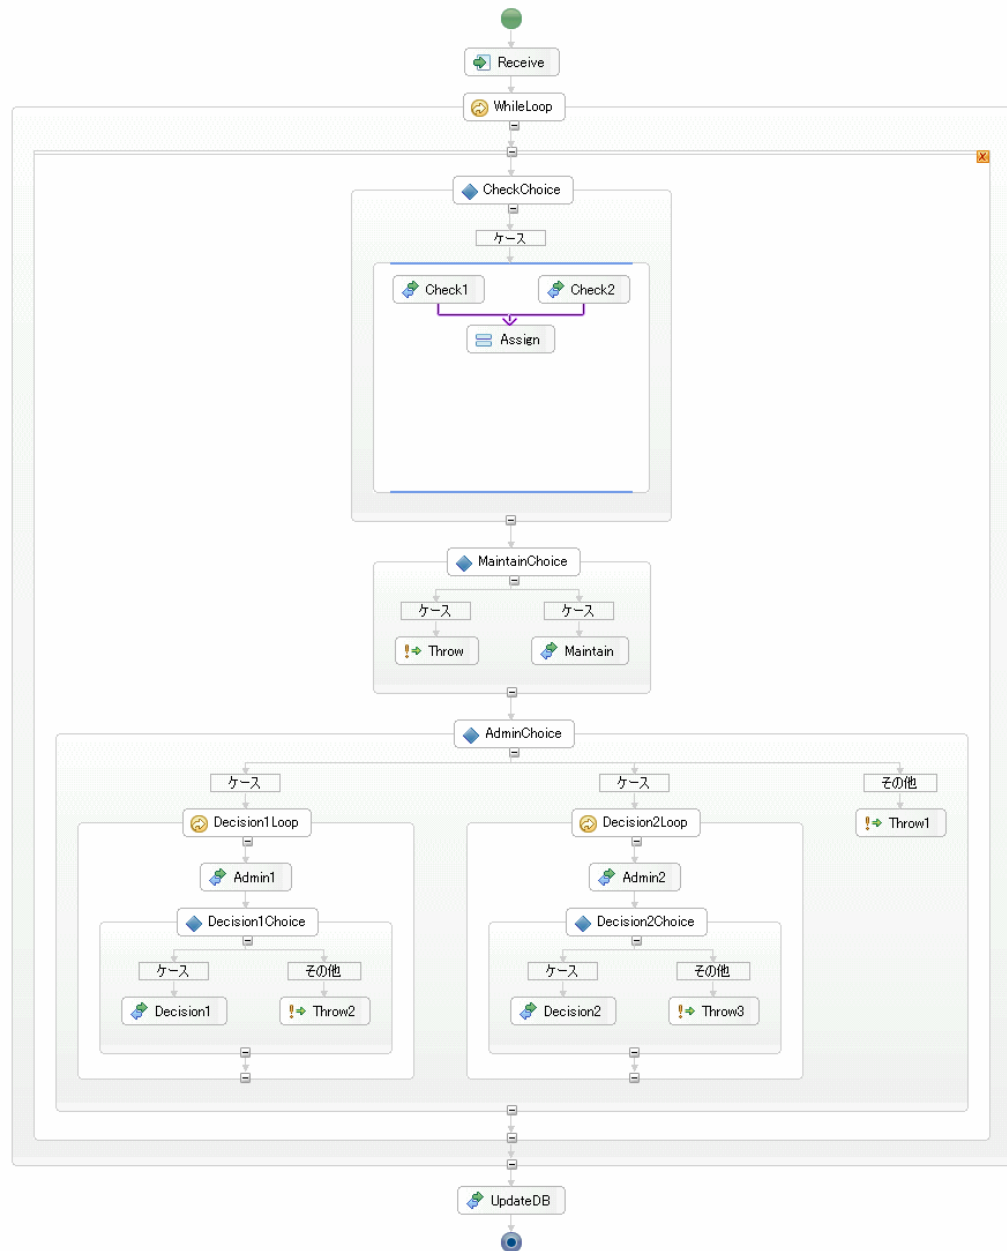 Receive
WhileLoop
CheckChoice
ケース
Check1 Check2
Assign
MaintainChoice
ケース ケース
Throw Maintain
AdminChoice
ケース ケース その他
Decision1Loop Decision2Loop Throw1
Admin1 Admin2
Decision1Choice Decision2Choice
ケース その他 ケース その他
Decision1 Throw2 Decision2 Throw3
UpdateDB